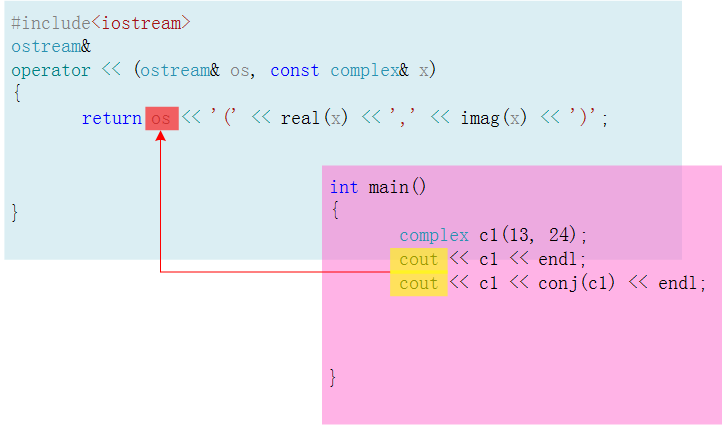 #include<iostream>
ostream&
operator << (ostream& os, const complex& x)
{
return os << '(' << real(x) << ',' << imag(x) << ')';
}
int main()
{
complex c1(13, 24);
cout << c1 << endl;
cout << c1 << conj(c1) << endl;
}